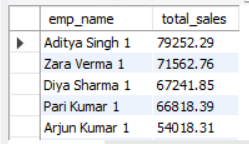 emp_name total_sales
Aditya Singh 1 79252.29
Zara Verma 1 71562.76
Diya Sharma 1 67241.85
Pari Kumar 1 66818.39
Arjun Kumar 1 54018.31